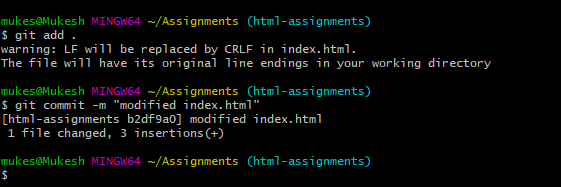 mukes@Mukesh MINGW64 ~/Assignments (html-assignments)
$ git add .
warning: LF will be replaced by CRLF in index.html.
The file will have its original line endings in your working directory
mukes@Mukesh MINGW64 ~/Assignments (html-assignments)
$ git commit -m "modified index.html"
[html-assignments b2df9a0] modified index.html
 1 file changed, 3 insertions(+)
mukes@Mukesh MINGW64 ~/Assignments (html-assignments)
$